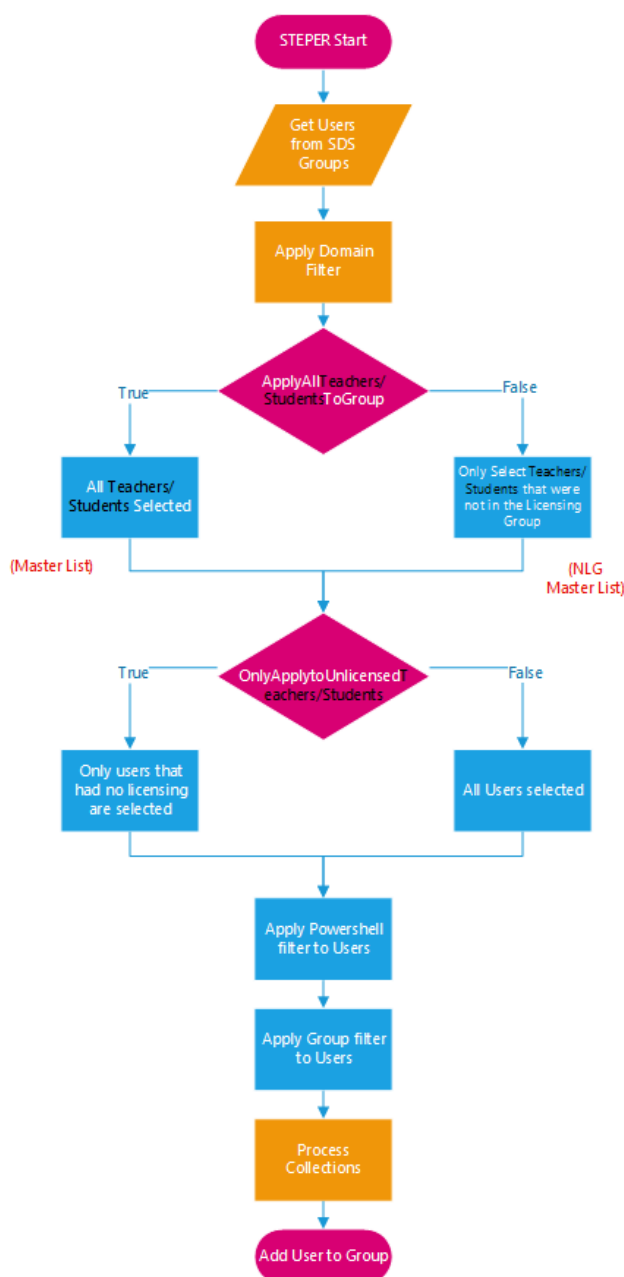 STEPER Start
Get Users
from SDS
Groups
Apply Domain
Filter
ApplyAllTeachers/
StudentsToGroup
True
False
All Teachers/
Students Selected
Only Select Teachers/
Students that were
not in the Licensing
Group
(Master List)
(NLG
Master List)
OnlyApplytoUnlicensedT
eachers/Students
True
False
Only users that
had no licensing
are selected
All Users selected
Apply Powershell
filter to Users
Apply Group filter
to Users
Process
Collections
Add User to Group